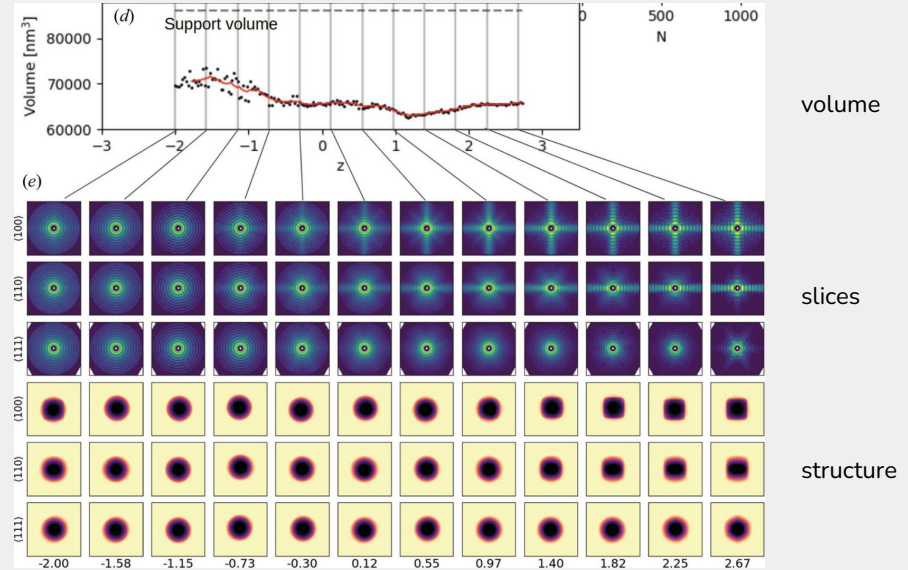 (d)
Support volume
Volume [nm³]
80000
70000
60000
−3 −2 −1 0 1 2 3
z
0 500 1000
N
volume
(e)
⟨100⟩
⟨110⟩
slices
⟨111⟩
⟨100⟩
⟨110⟩
structure
⟨111⟩
-2.00 -1.58 -1.15 -0.73 -0.30 0.12 0.55 0.97 1.40 1.82 2.25 2.67